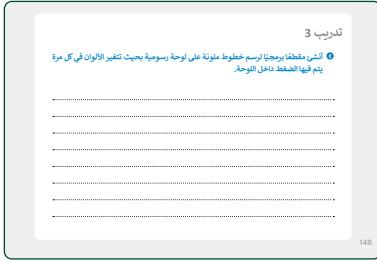 تدريب 3
أنشئ مقطعًا برمجيًا لرسم خطوط ملونة على لوحة رسومية بحيث تتغير الألوان في كل مرة
يتم فيها الضغط داخل اللوحة.
148